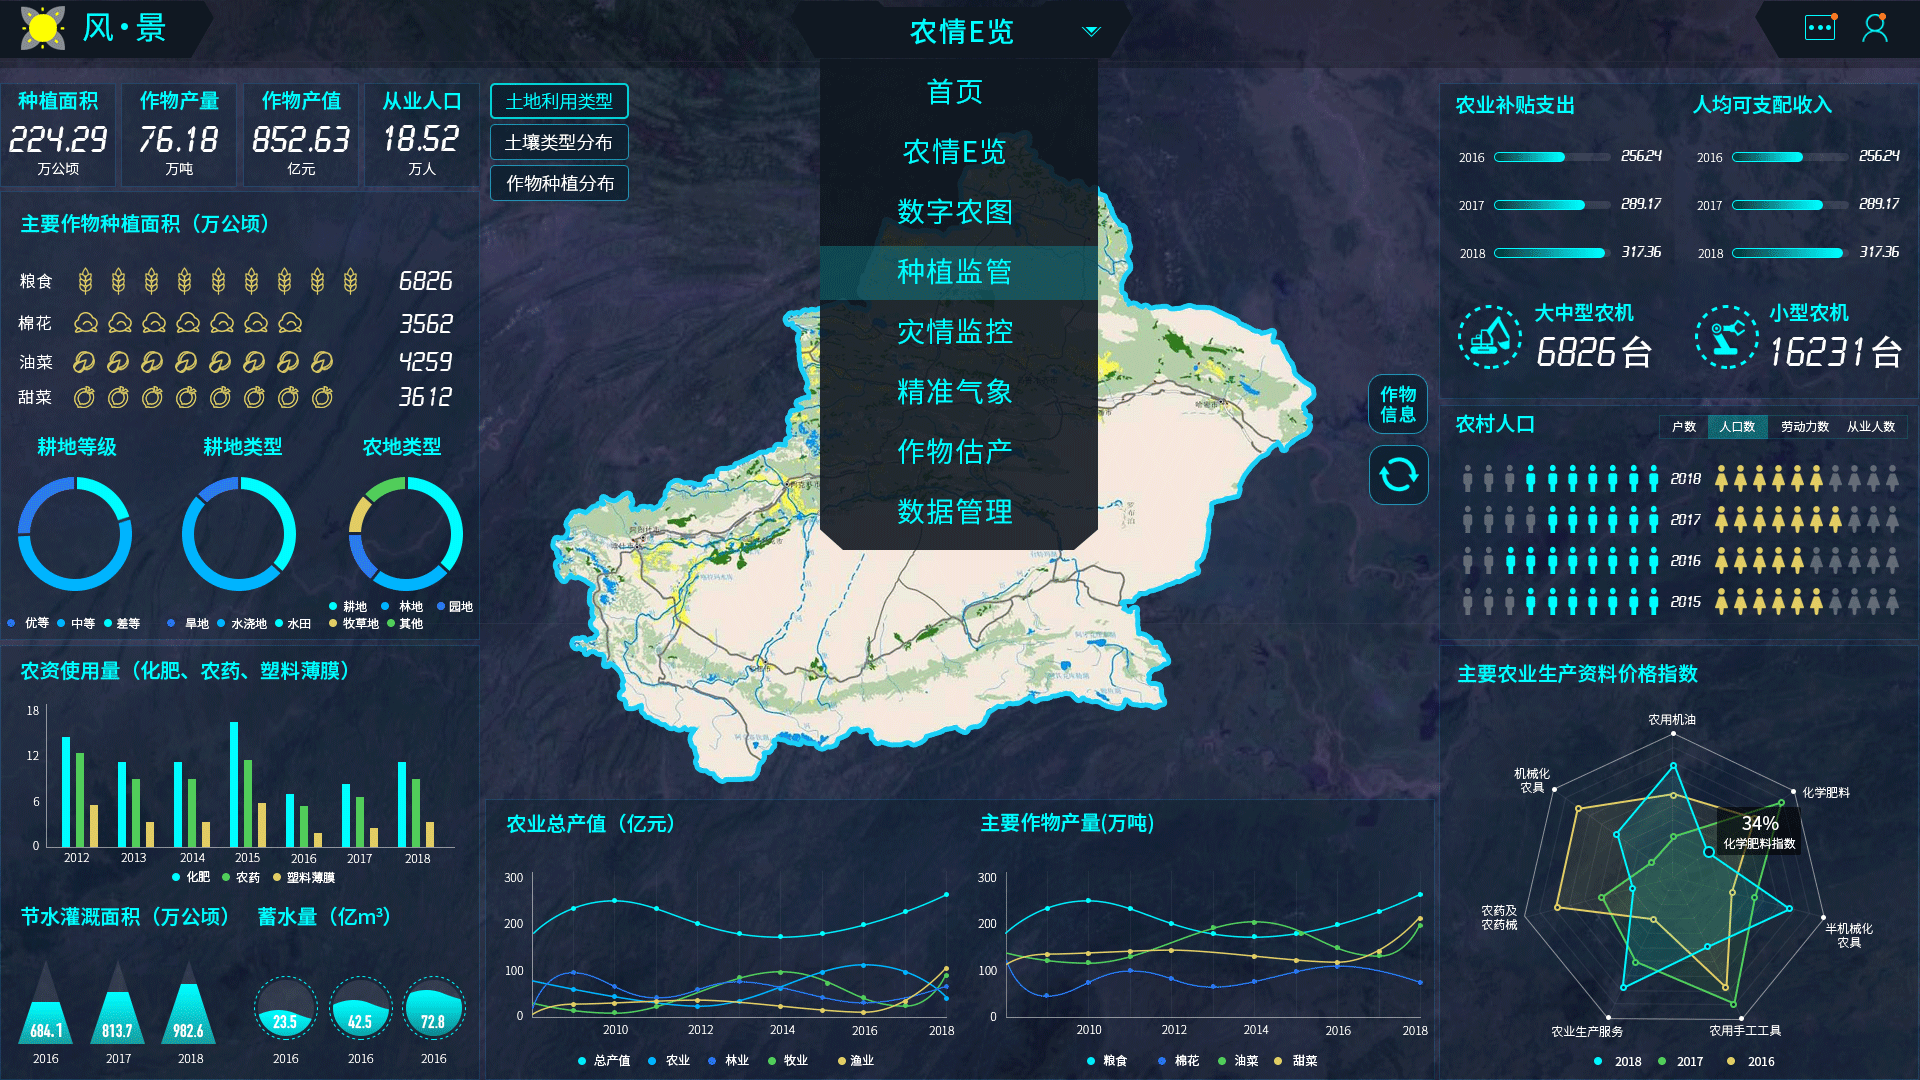 风·景
农情E览
首页
农情E览
数字农图
种植监管
灾情监控
精准气象
作物估产
数据管理
种植面积
224.29
万公顷
作物产量
76.18
万吨
作物产值
852.63
亿元
从业人口
18.52
万人
土地利用类型
土壤类型分布
作物种植分布
主要作物种植面积（万公顷）
粮食 6826
棉花 3562
油菜 4259
甜菜 3612
耕地等级 耕地类型 农地类型
优等 中等 差等
旱地 水浇地 水田
耕地 林地 园地
牧草地 其他
农资使用量（化肥、农药、塑料薄膜）
18
12
6
0
2012 2013 2014 2015 2016 2017 2018
化肥 农药 塑料薄膜
节水灌溉面积（万公顷） 蓄水量（亿m³）
684.1 813.7 982.6 23.5 42.5 72.8
2016 2017 2018 2016 2016 2016
作物
信息
农业总产值（亿元）
300
200
100
0
2010 2012 2014 2016 2018
总产值 农业 林业 牧业 渔业
主要作物产量(万吨)
300
200
100
0
2010 2012 2014 2016 2018
粮食 棉花 油菜 甜菜
农业补贴支出
2016 256.24
2017 289.17
2018 317.36
人均可支配收入
2016 256.24
2017 289.17
2018 317.36
大中型农机
6826台
小型农机
16231台
农村人口
户数 人口数 劳动力数 从业人数
2018
2017
2016
2015
主要农业生产资料价格指数
农用机油
机械化
农具
化学肥料
34%
化学肥料指数
农药及
农药械
半机械化
农具
农业生产服务
农用手工工具
2018 2017 2016